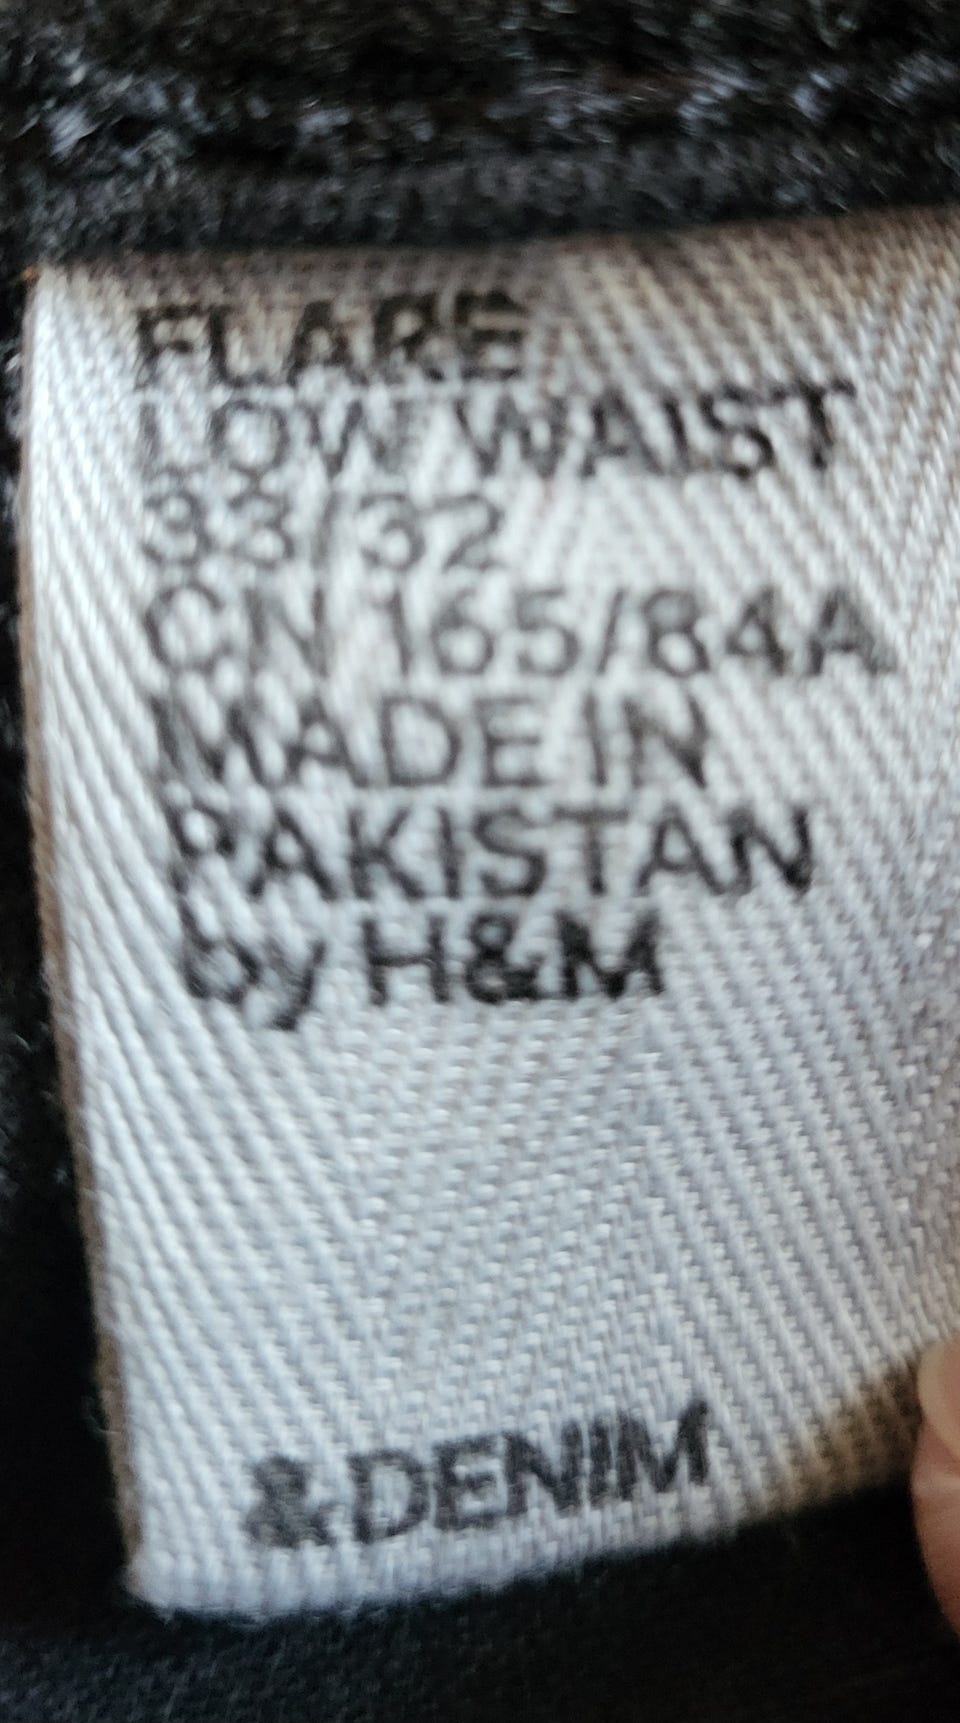 FLARE
LOW WAIST
33/32
CN 165/84A
MADE IN
PAKISTAN
by H&M
&DENIM